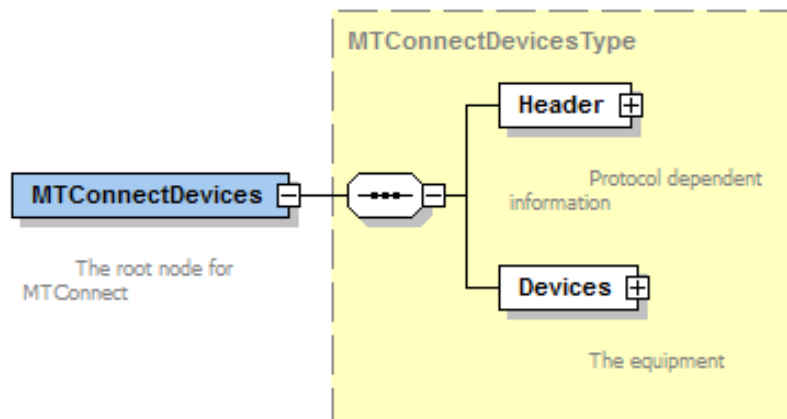 MTConnectDevicesType
Header
Protocol dependent
information
MTConnectDevices
The root node for
MTConnect
Devices
The equipment